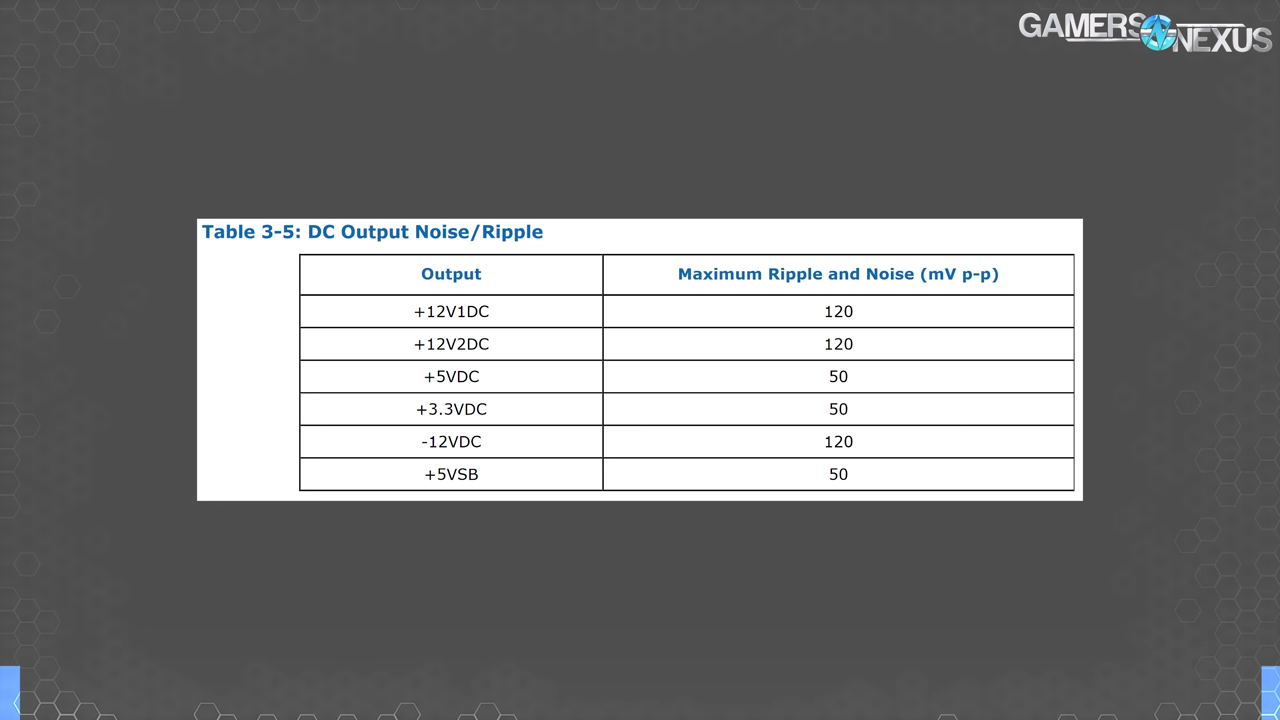 GAMERS NEXUS
Table 3-5: DC Output Noise/Ripple
Output Maximum Ripple and Noise (mV p-p)
+12V1DC 120
+12V2DC 120
+5VDC 50
+3.3VDC 50
-12VDC 120
+5VSB 50